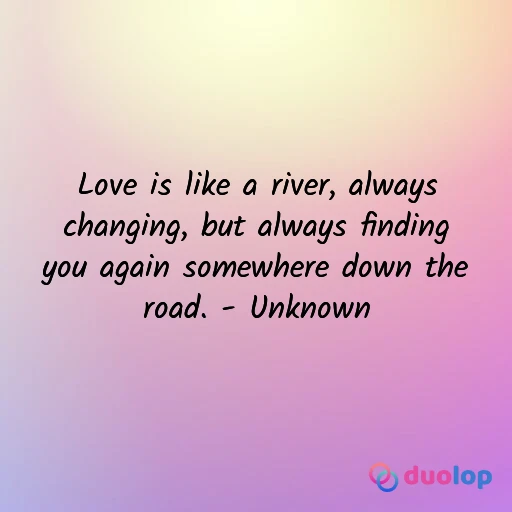 Love is like a river, always
changing, but always finding
you again somewhere down the
road. - Unknown
duolop